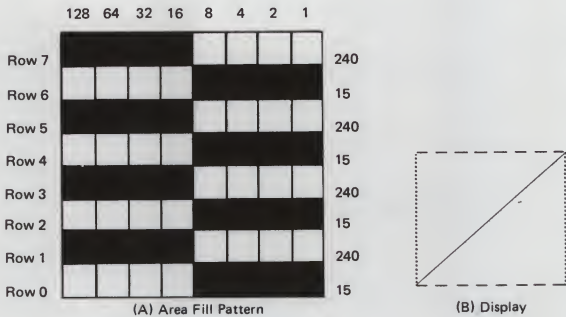 128 64 32 16 8 4 2 1
Row 7 240
Row 6 15
Row 5 240
Row 4 15
Row 3 240
Row 2 15
Row 1 240
Row 0 15
(A) Area Fill Pattern
(B) Display